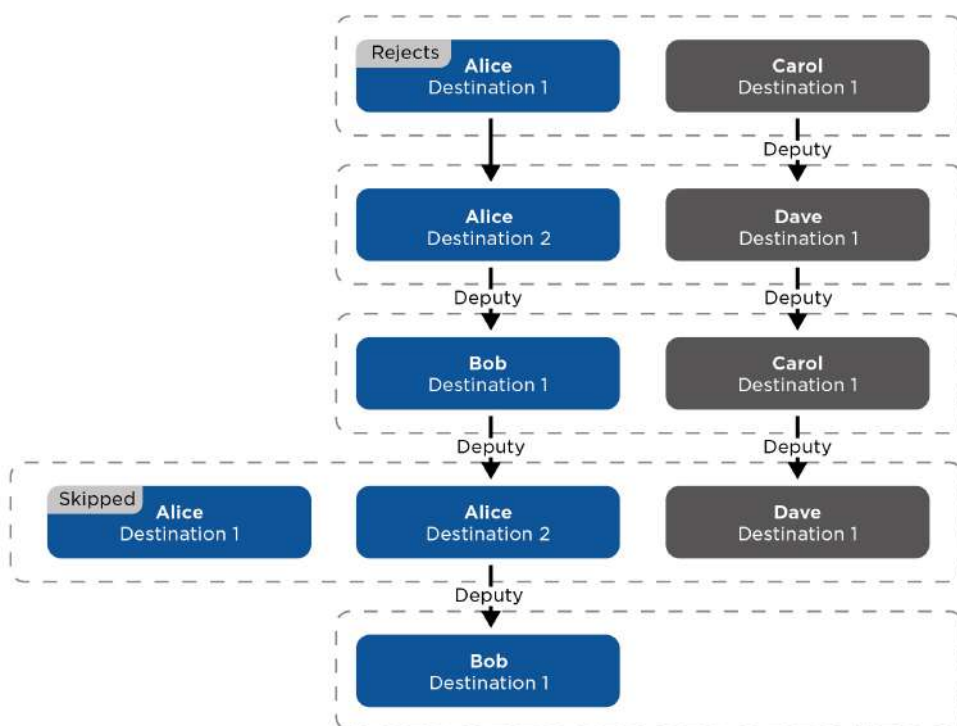 Rejects
Alice
Destination 1
Carol
Destination 1
Deputy
Alice
Destination 2
Dave
Destination 1
Deputy
Deputy
Bob
Destination 1
Carol
Destination 1
Deputy
Deputy
Skipped
Alice
Destination 1
Alice
Destination 2
Dave
Destination 1
Deputy
Bob
Destination 1